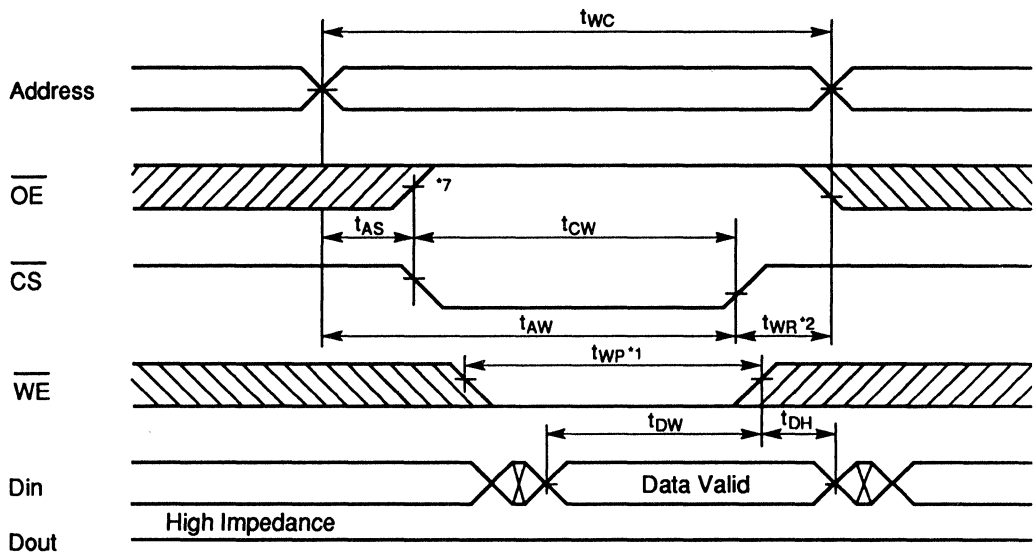 tWC
Address
OE
*7
tAS
tCW
CS
tAW
tWR*2
tWP*1
WE
tDW
tDH
Din
Data Valid
High Impedance
Dout